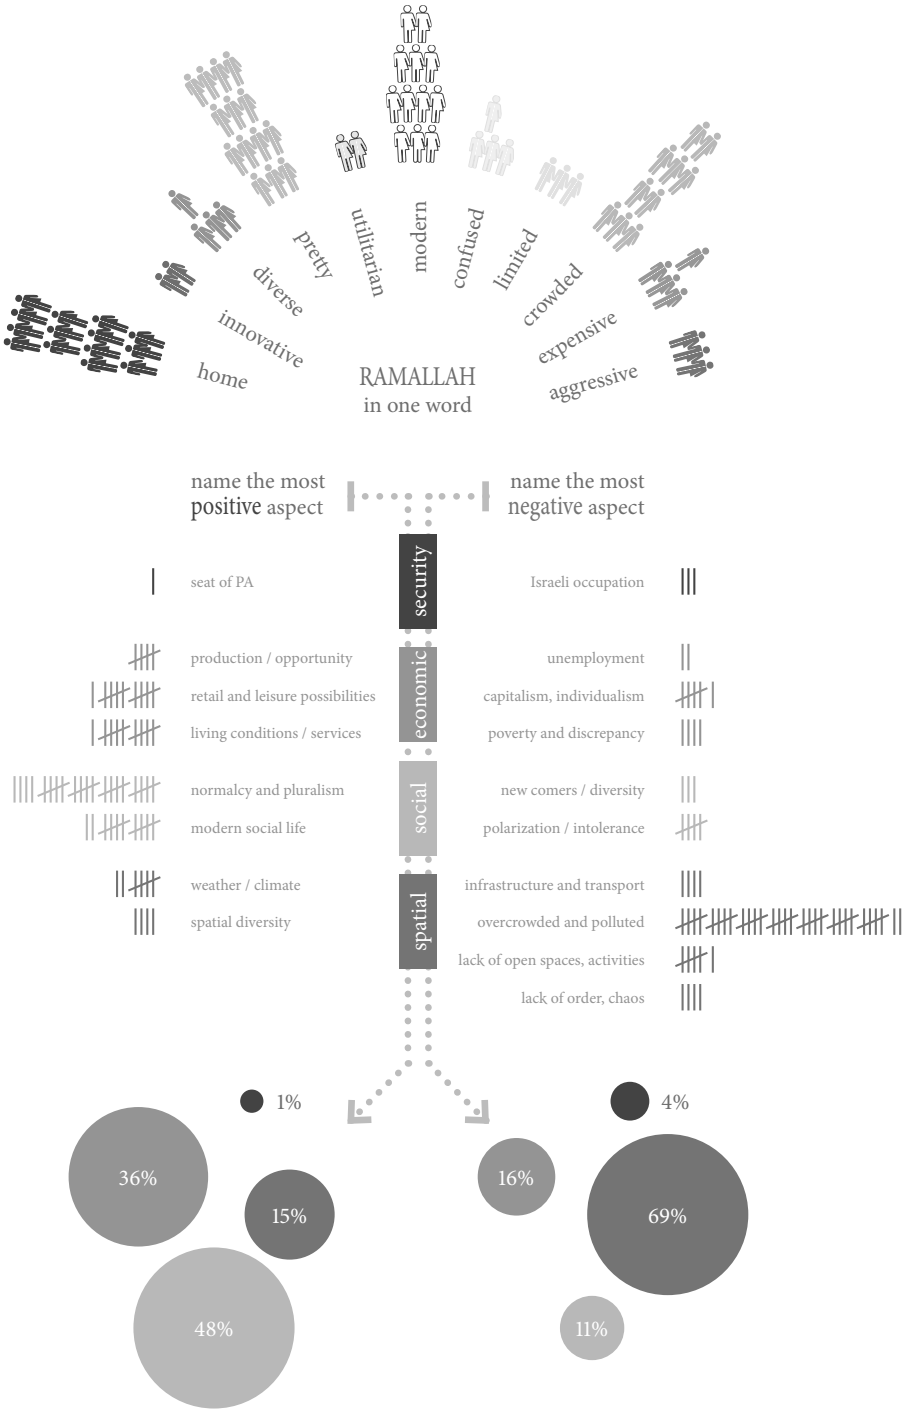 home
innovative
diverse
pretty
utilitarian
modern
confused
limited
crowded
expensive
aggressive
RAMALLAH
in one word
name the most
positive aspect
name the most
negative aspect
security
seat of PA
Israeli occupation
economic
production / opportunity
unemployment
retail and leisure possibilities
capitalism, individualism
living conditions / services
poverty and discrepancy
social
normalcy and pluralism
new comers / diversity
modern social life
polarization / intolerance
spatial
weather / climate
infrastructure and transport
spatial diversity
overcrowded and polluted
lack of open spaces, activities
lack of order, chaos
1%
36%
15%
48%
4%
16%
69%
11%